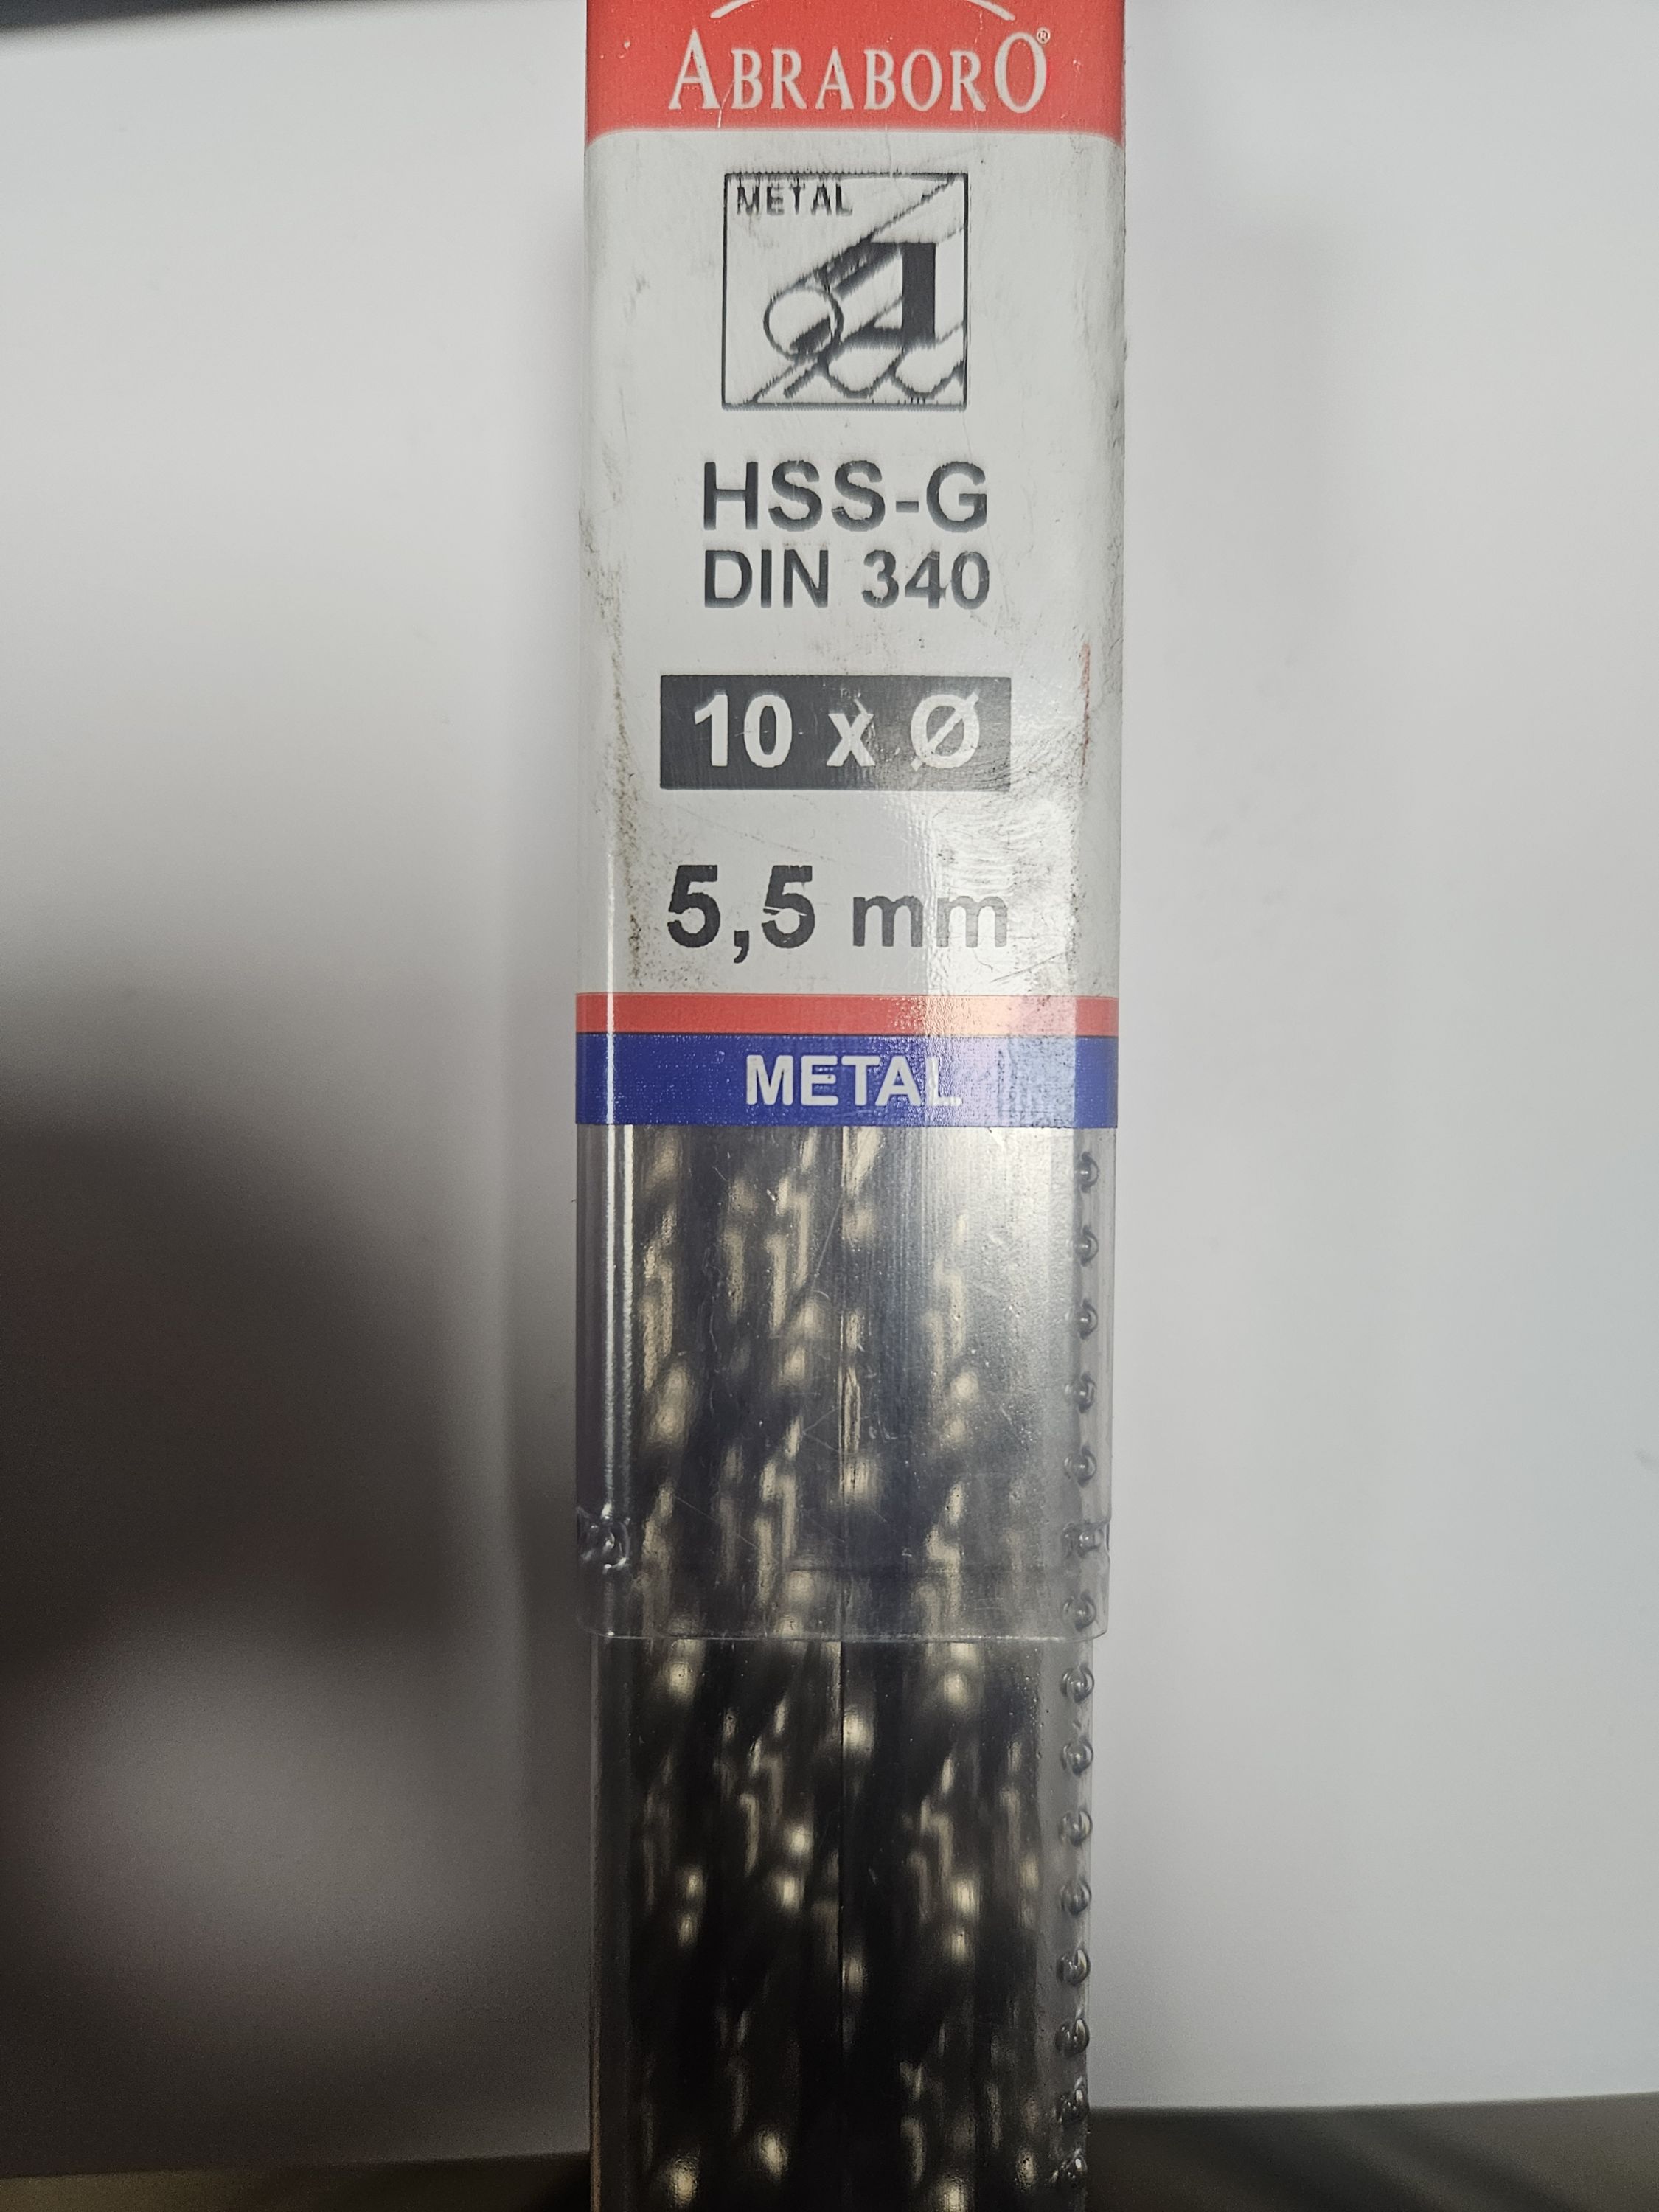 ABRABORO®
METAL
HSS-G
DIN 340
10 x Ø
5,5 mm
METAL